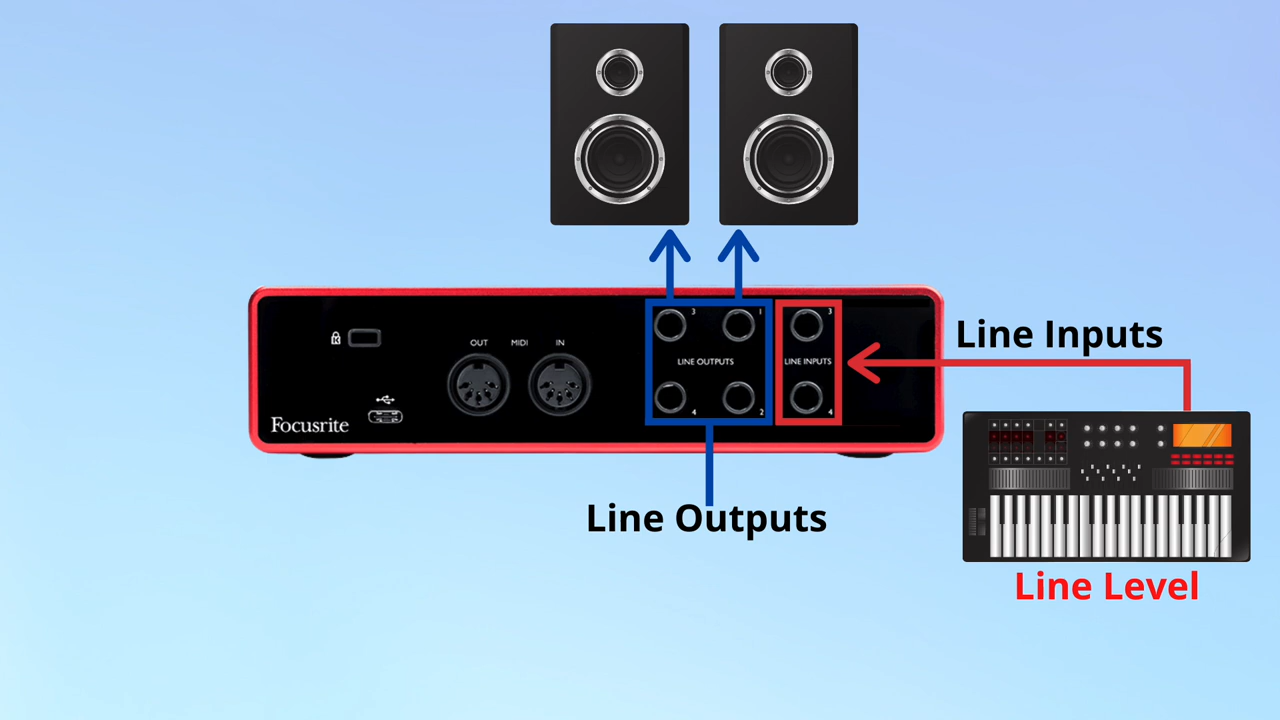 3
1
3
OUT
MIDI
IN
LINE OUTPUTS
LINE INPUTS
4
2
4
Focusrite
Line Inputs
Line Outputs
Line Level